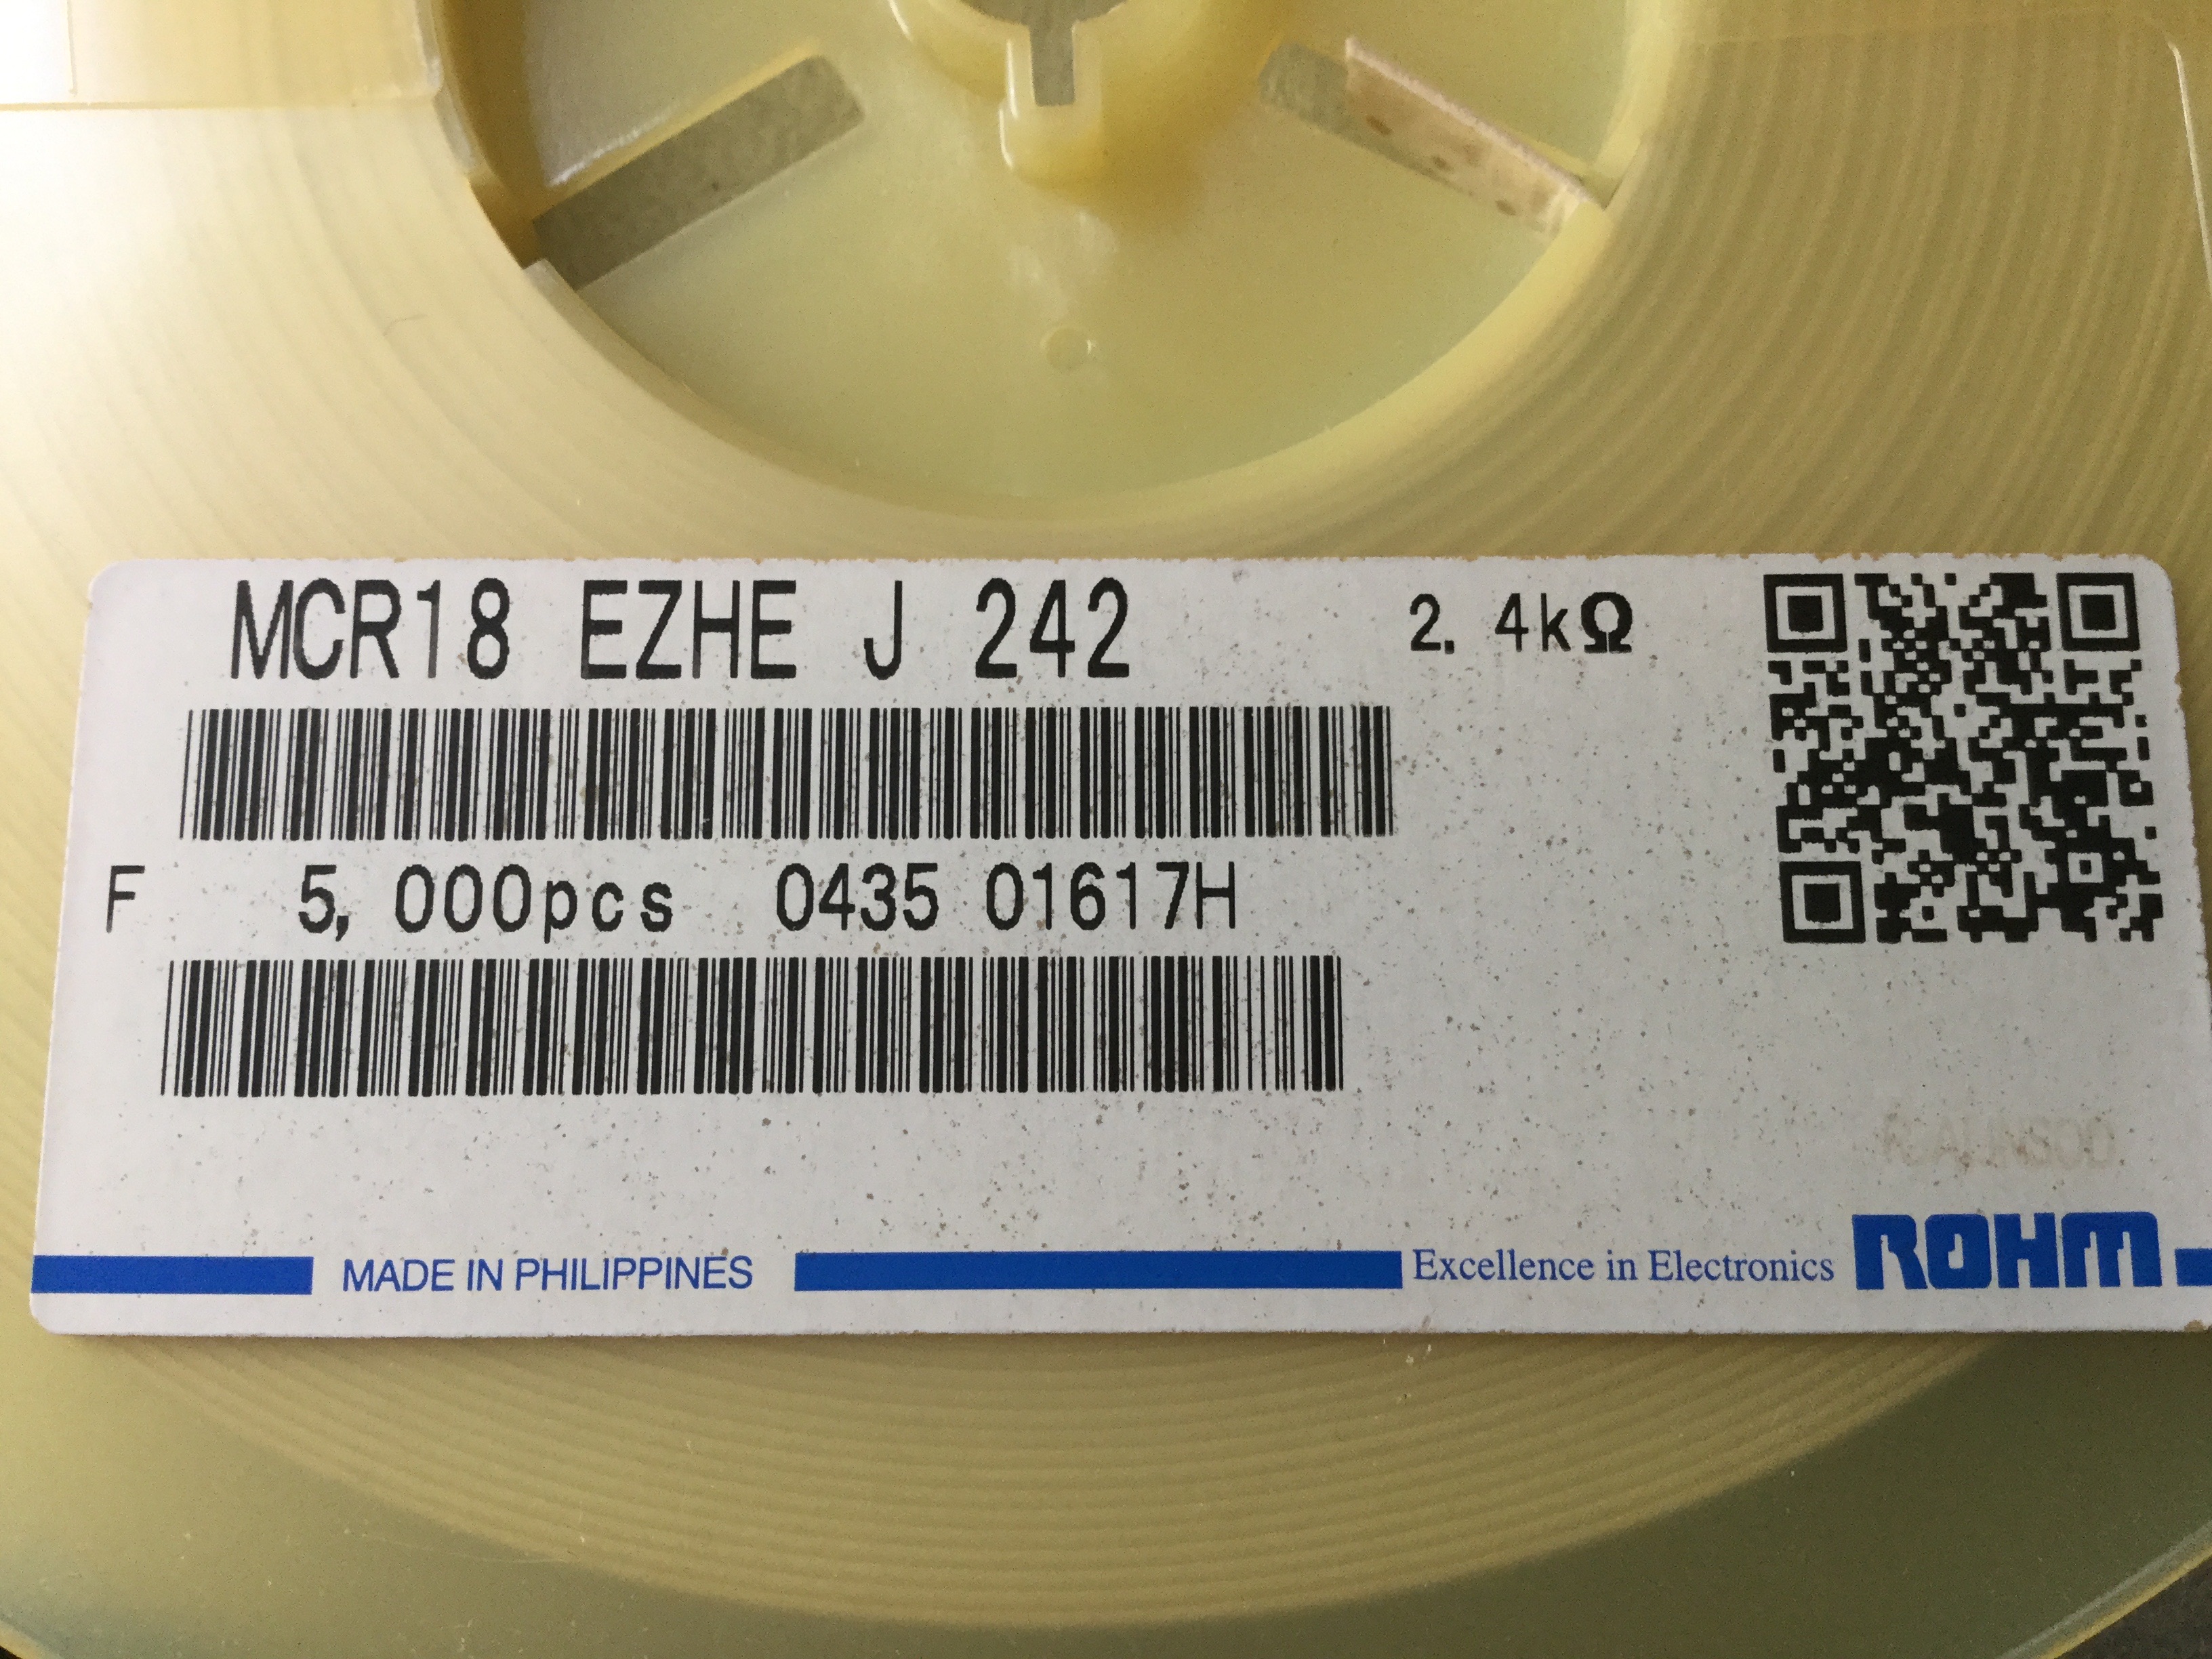 MCR18 EZHE J 242 2.4kΩ
F 5,000pcs 0435 01617H
MADE IN PHILIPPINES Excellence in Electronics ROHM